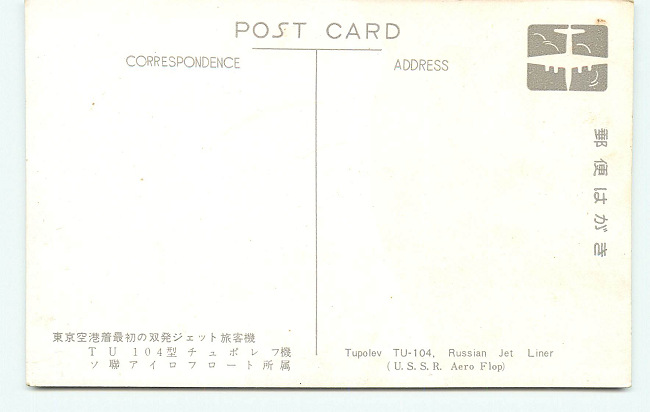 POST CARD
CORRESPONDENCE
ADDRESS
郵便はがき
東京空港着最初の双発ジェット旅客機
TU 104型チュポレフ機
ソ聯アイロフロート所属
Tupolev TU-104, Russian Jet Liner
(U.S.S.R. Aero Flop)